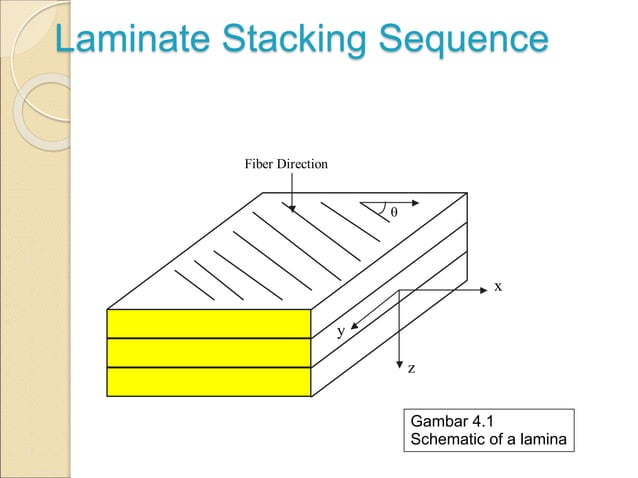 Laminate Stacking Sequence
Fiber Direction
θ
x
y
z
Gambar 4.1
Schematic of a lamina